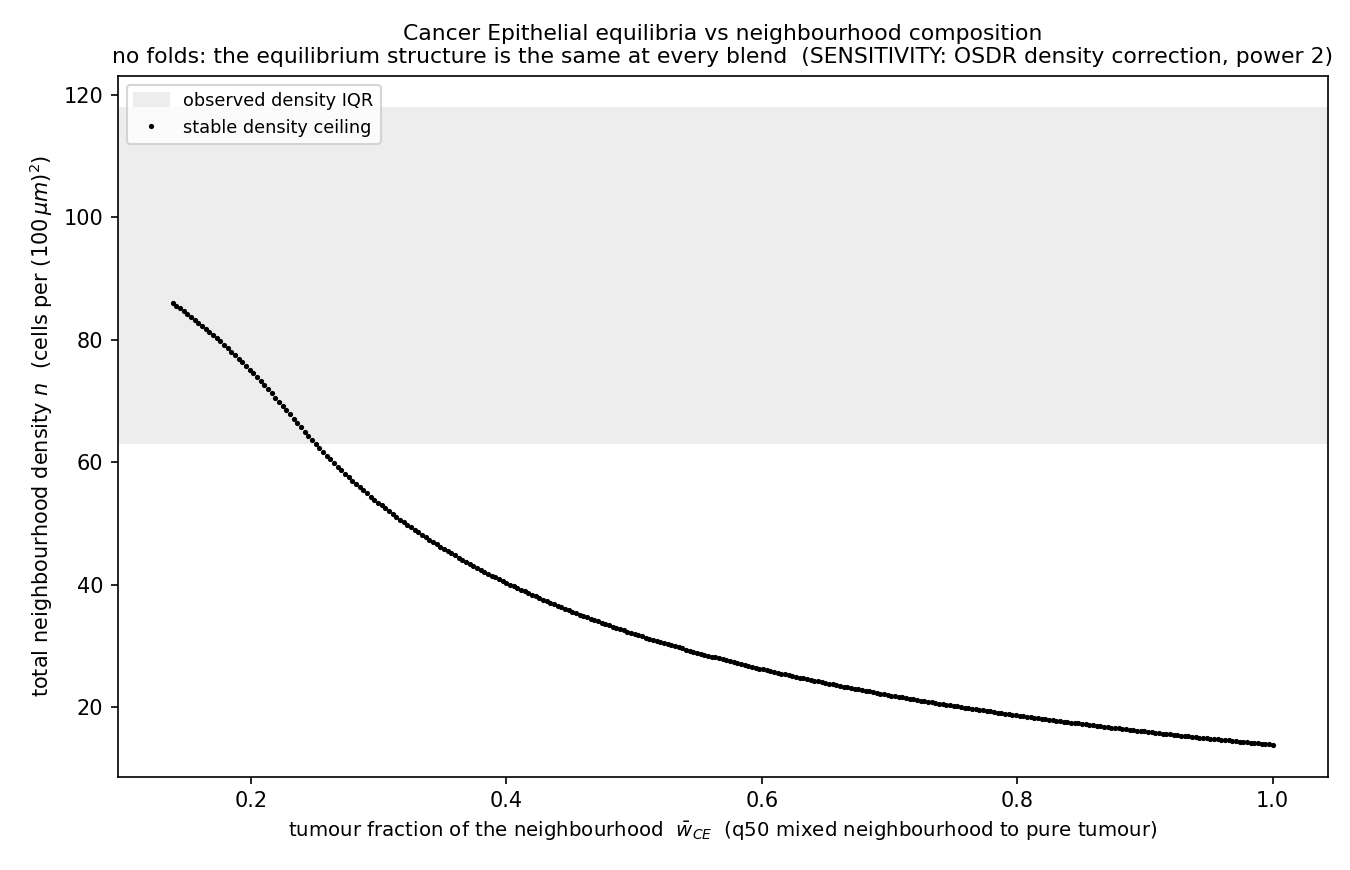 Cancer Epithelial equilibria vs neighbourhood composition
no folds: the equilibrium structure is the same at every blend (SENSITIVITY: OSDR density correction, power 2)
observed density IQR
stable density ceiling
total neighbourhood density n (cells per (100 μm)²)
120
100
80
60
40
20
0.2 0.4 0.6 0.8 1.0
tumour fraction of the neighbourhood w̄_CE (q50 mixed neighbourhood to pure tumour)